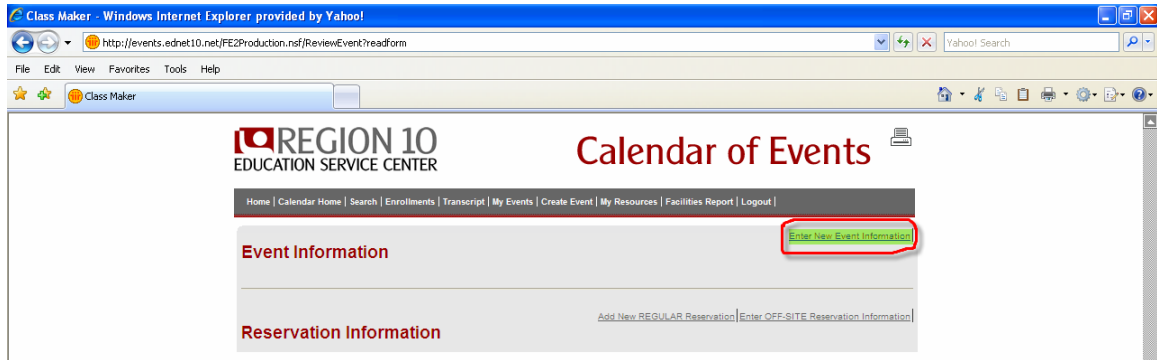 Class Maker - Windows Internet Explorer provided by Yahoo!
http://events.ednet10.net/FE2Production.nsf/ReviewEvent?readform
Yahoo! Search
File Edit View Favorites Tools Help
Class Maker
REGION 10
EDUCATION SERVICE CENTER
Calendar of Events
Home | Calendar Home | Search | Enrollments | Transcript | My Events | Create Event | My Resources | Facilities Report | Logout |
Enter New Event Information|
Event Information
Add New REGULAR Reservation|Enter OFF-SITE Reservation Information|
Reservation Information